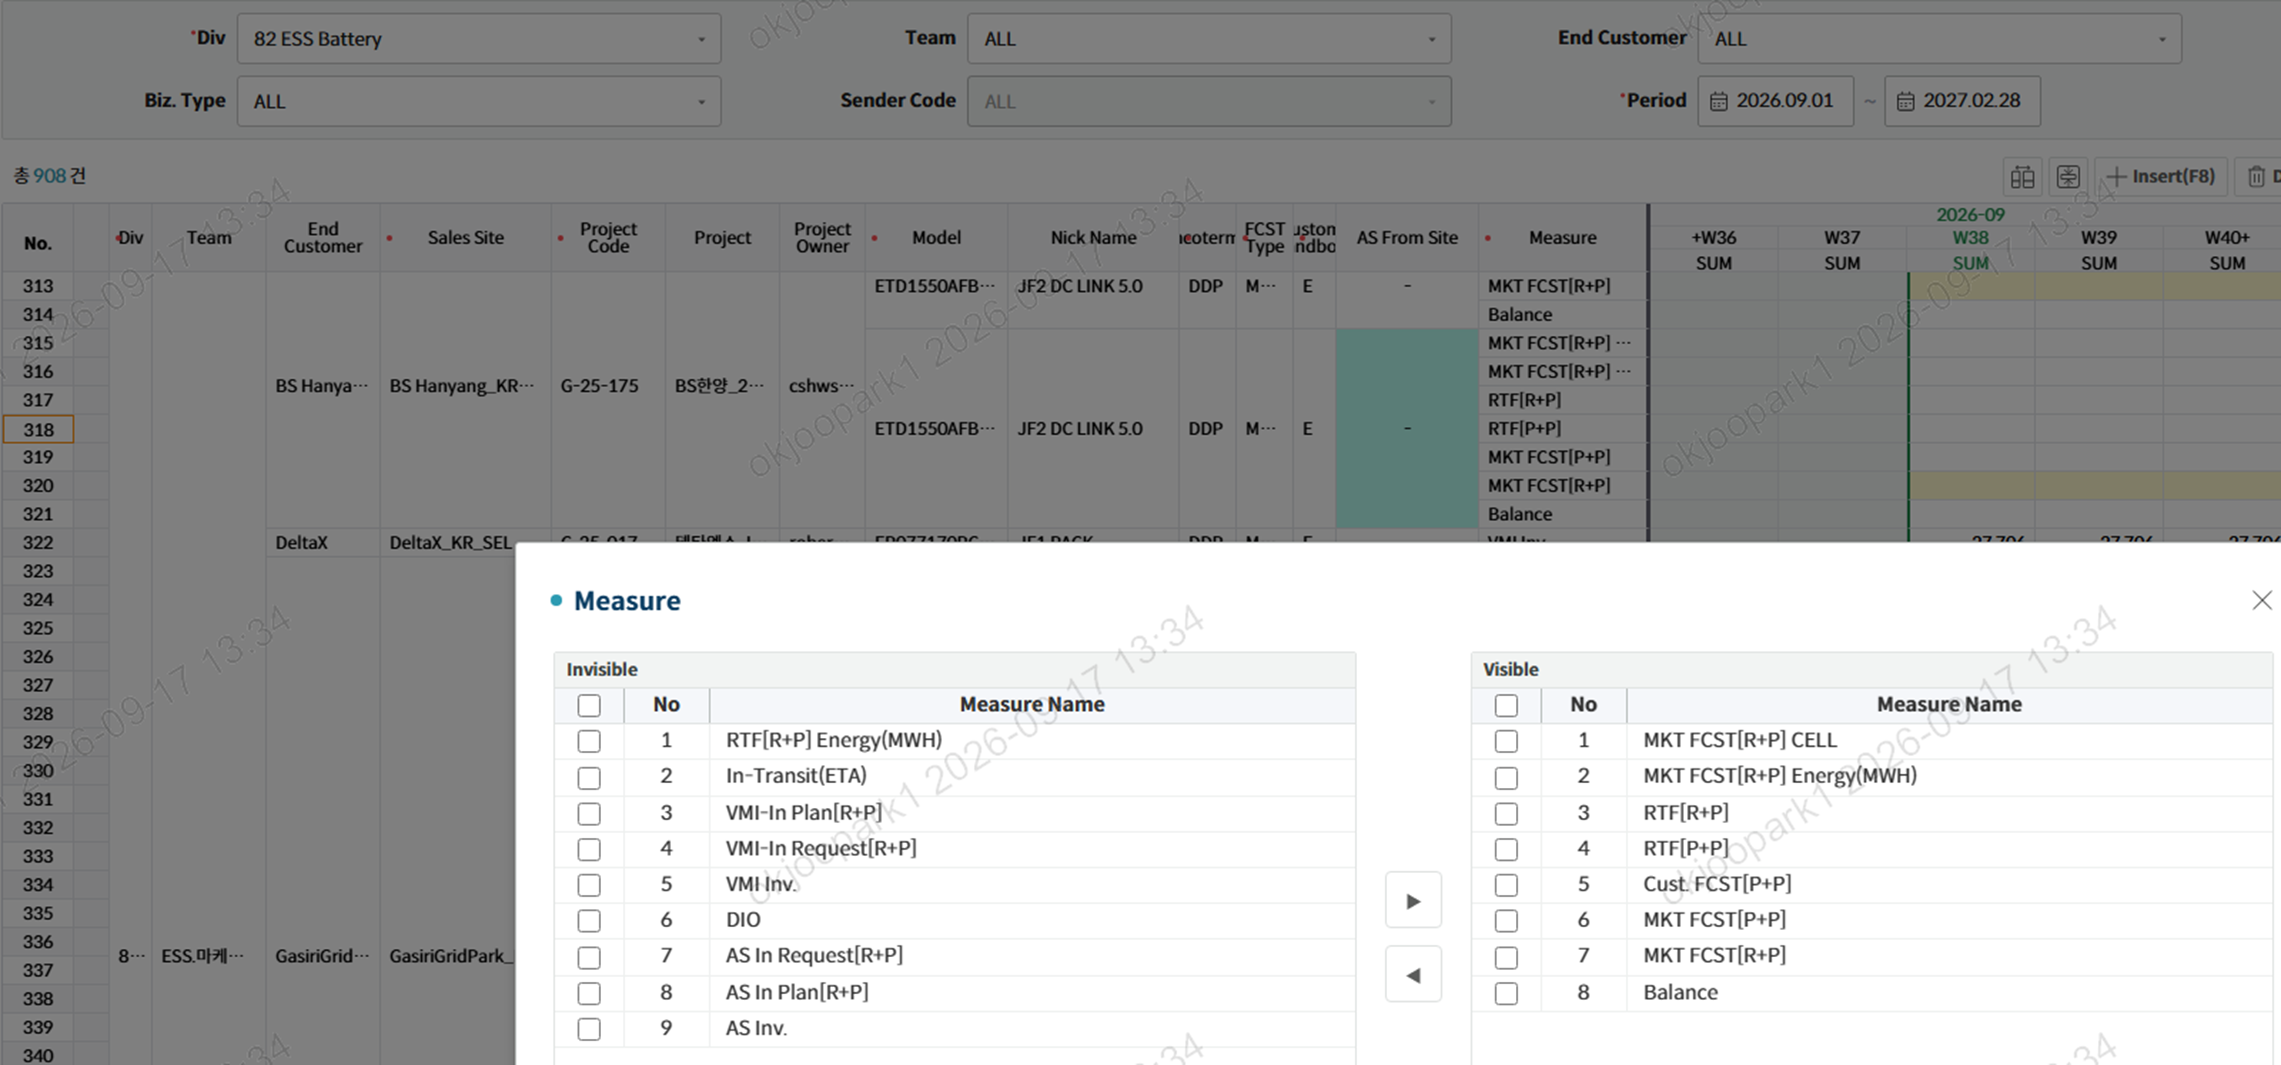 *Div 82 ESS Battery Team ALL End Customer ALL
Biz. Type ALL Sender Code ALL *Period 2026.09.01 ~ 2027.02.28
총 908 건 Insert(F8)
2026-09
No. Div Team End Customer Sales Site Project Code Project Project Owner Model Nick Name FCST Type AS From Site Measure +W36 W37 W38 W39 W40+
SUM SUM SUM SUM SUM
313 ETD1550AFB··· JF2 DC LINK 5.0 DDP M··· E - MKT FCST[R+P]
314 Balance
315 MKT FCST[R+P] ···
316 MKT FCST[R+P] ···
BS Hanya··· BS Hanyang_KR··· G-25-175 BS한양_2··· cshws···
317 RTF[R+P]
318 ETD1550AFB··· JF2 DC LINK 5.0 DDP M··· E - RTF[P+P]
319 MKT FCST[P+P]
320 MKT FCST[R+P]
321 Balance
322 DeltaX DeltaX_KR_SEL
323
324
325
326
327
328
329
330
331
332
333
334
335
336
8··· ESS.마케··· GasiriGrid··· GasiriGridPark_
337
338
339
340
Measure
Invisible
No Measure Name
1 RTF[R+P] Energy(MWH)
2 In-Transit(ETA)
3 VMI-In Plan[R+P]
4 VMI-In Request[R+P]
5 VMI Inv.
6 DIO
7 AS In Request[R+P]
8 AS In Plan[R+P]
9 AS Inv.
Visible
No Measure Name
1 MKT FCST[R+P] CELL
2 MKT FCST[R+P] Energy(MWH)
3 RTF[R+P]
4 RTF[P+P]
5 Cust. FCST[P+P]
6 MKT FCST[P+P]
7 MKT FCST[R+P]
8 Balance
okjoopark1 2026-09-17 13:34